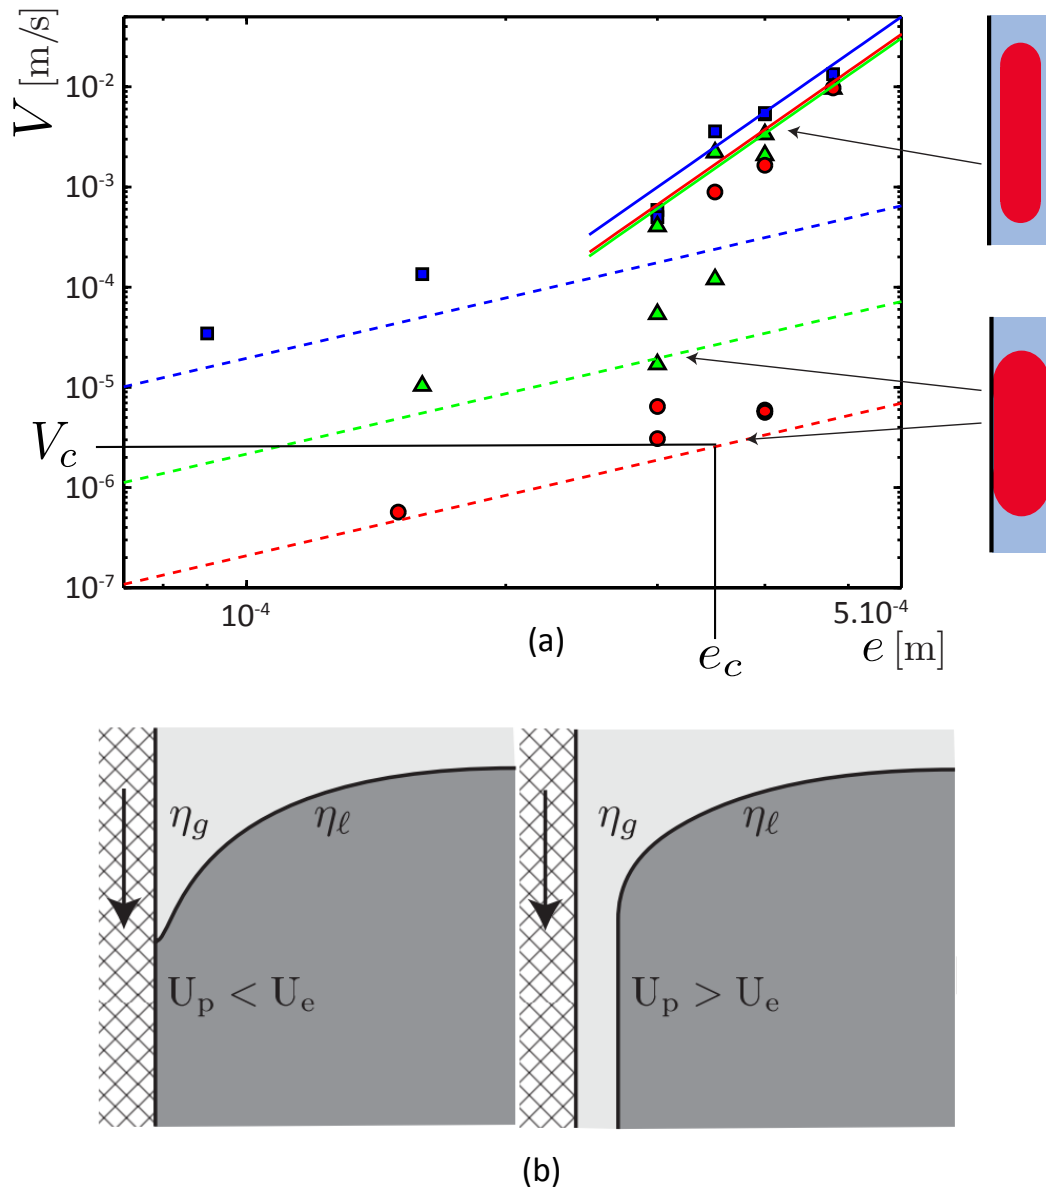 V [m/s]
10⁻²
10⁻³
10⁻⁴
10⁻⁵
V_c
10⁻⁶
10⁻⁷
10⁻⁴
5.10⁻⁴
(a)
e_c
e [m]
η_g
η_ℓ
η_g
η_ℓ
U_p < U_e
U_p > U_e
(b)